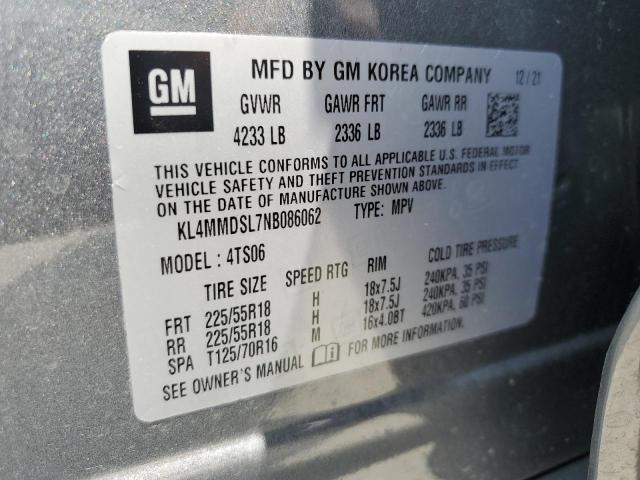 GM
MFD BY GM KOREA COMPANY 12/21
GVWR GAWR FRT GAWR RR
4233 LB 2336 LB 2336 LB
THIS VEHICLE CONFORMS TO ALL APPLICABLE U.S. FEDERAL MOTOR
VEHICLE SAFETY AND THEFT PREVENTION STANDARDS IN EFFECT
ON THE DATE OF MANUFACTURE SHOWN ABOVE.
KL4MMDSL7NB086062 TYPE: MPV
MODEL: 4TS06
TIRE SIZE SPEED RTG RIM COLD TIRE PRESSURE
FRT 225/55R18 H 18x7.5J 240KPA, 35 PSI
RR 225/55R18 H 18x7.5J 240KPA, 35 PSI
SPA T125/70R16 M 16x4.0BT 420KPA, 60 PSI
SEE OWNER'S MANUAL FOR MORE INFORMATION